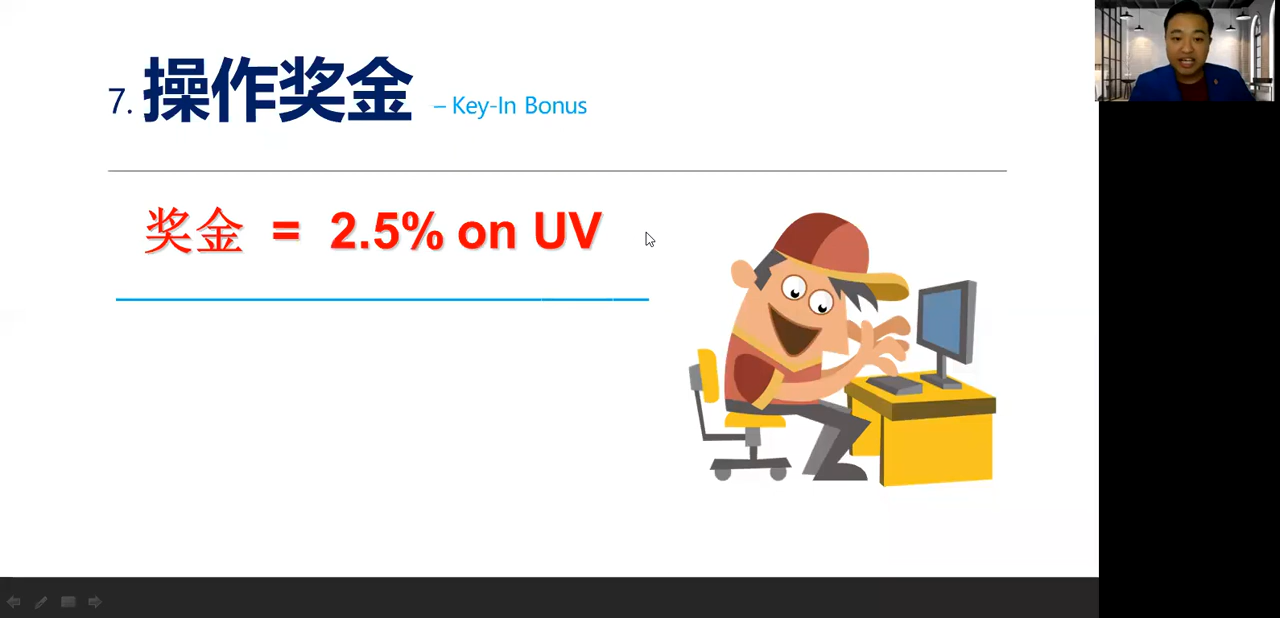 7. 操作奖金 – Key-In Bonus
奖金 = 2.5% on UV